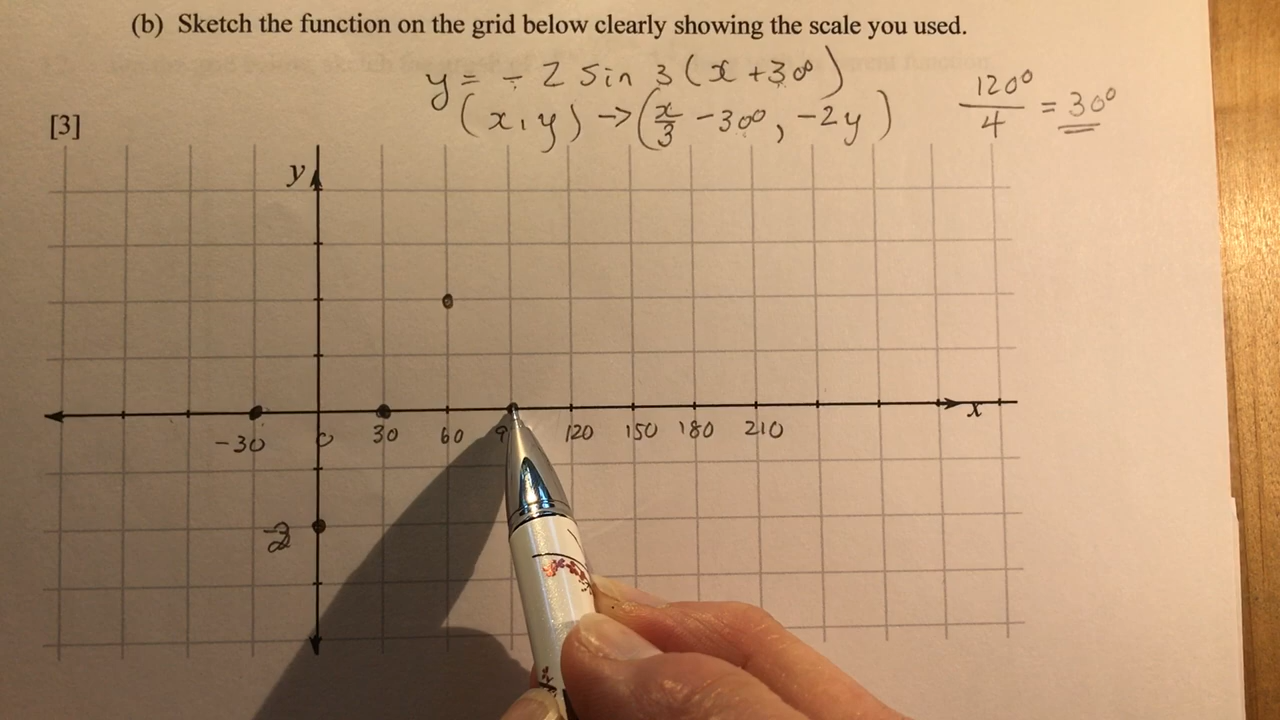 (b) Sketch the function on the grid below clearly showing the scale you used.
y = - 2 sin 3 (x + 30°)
(x, y) → (x/3 - 30°, -2y)
120°/4 = 30°
[3]
y
x
-30 0 30 60 9 120 150 180 210
-2